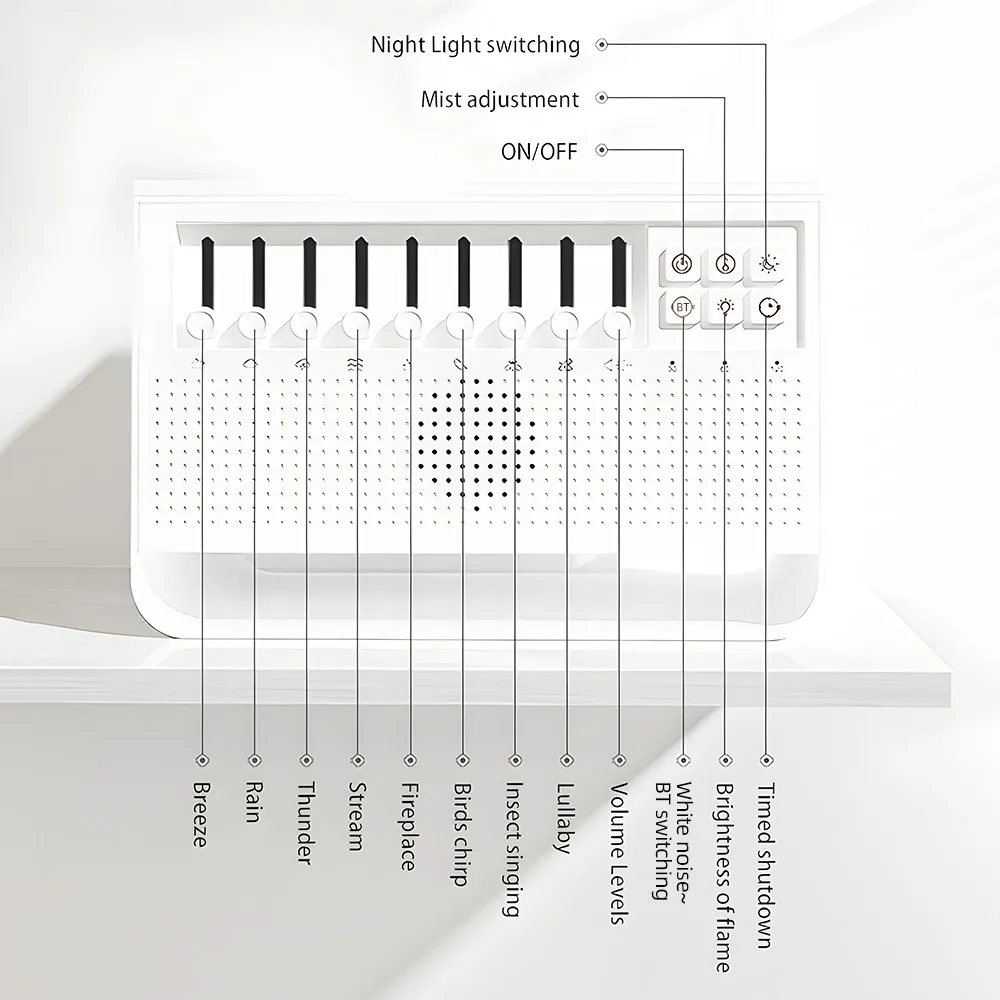 Night Light switching
Mist adjustment
ON/OFF
BT
Breeze
Rain
Thunder
Stream
Fireplace
Birds chirp
Insect singing
Lullaby
Volume Levels
White noise~
BT switching
Brightness of flame
Timed shutdown